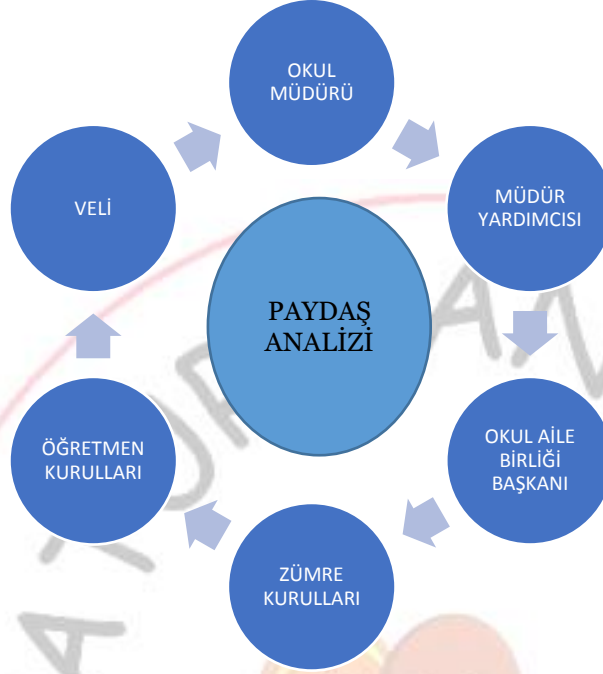 OKUL
MÜDÜRÜ
MÜDÜR
YARDIMCISI
OKUL AİLE
BİRLİĞİ
BAŞKANI
ZÜMRE
KURULLARI
ÖĞRETMEN
KURULLARI
VELİ
PAYDAŞ
ANALİZİ